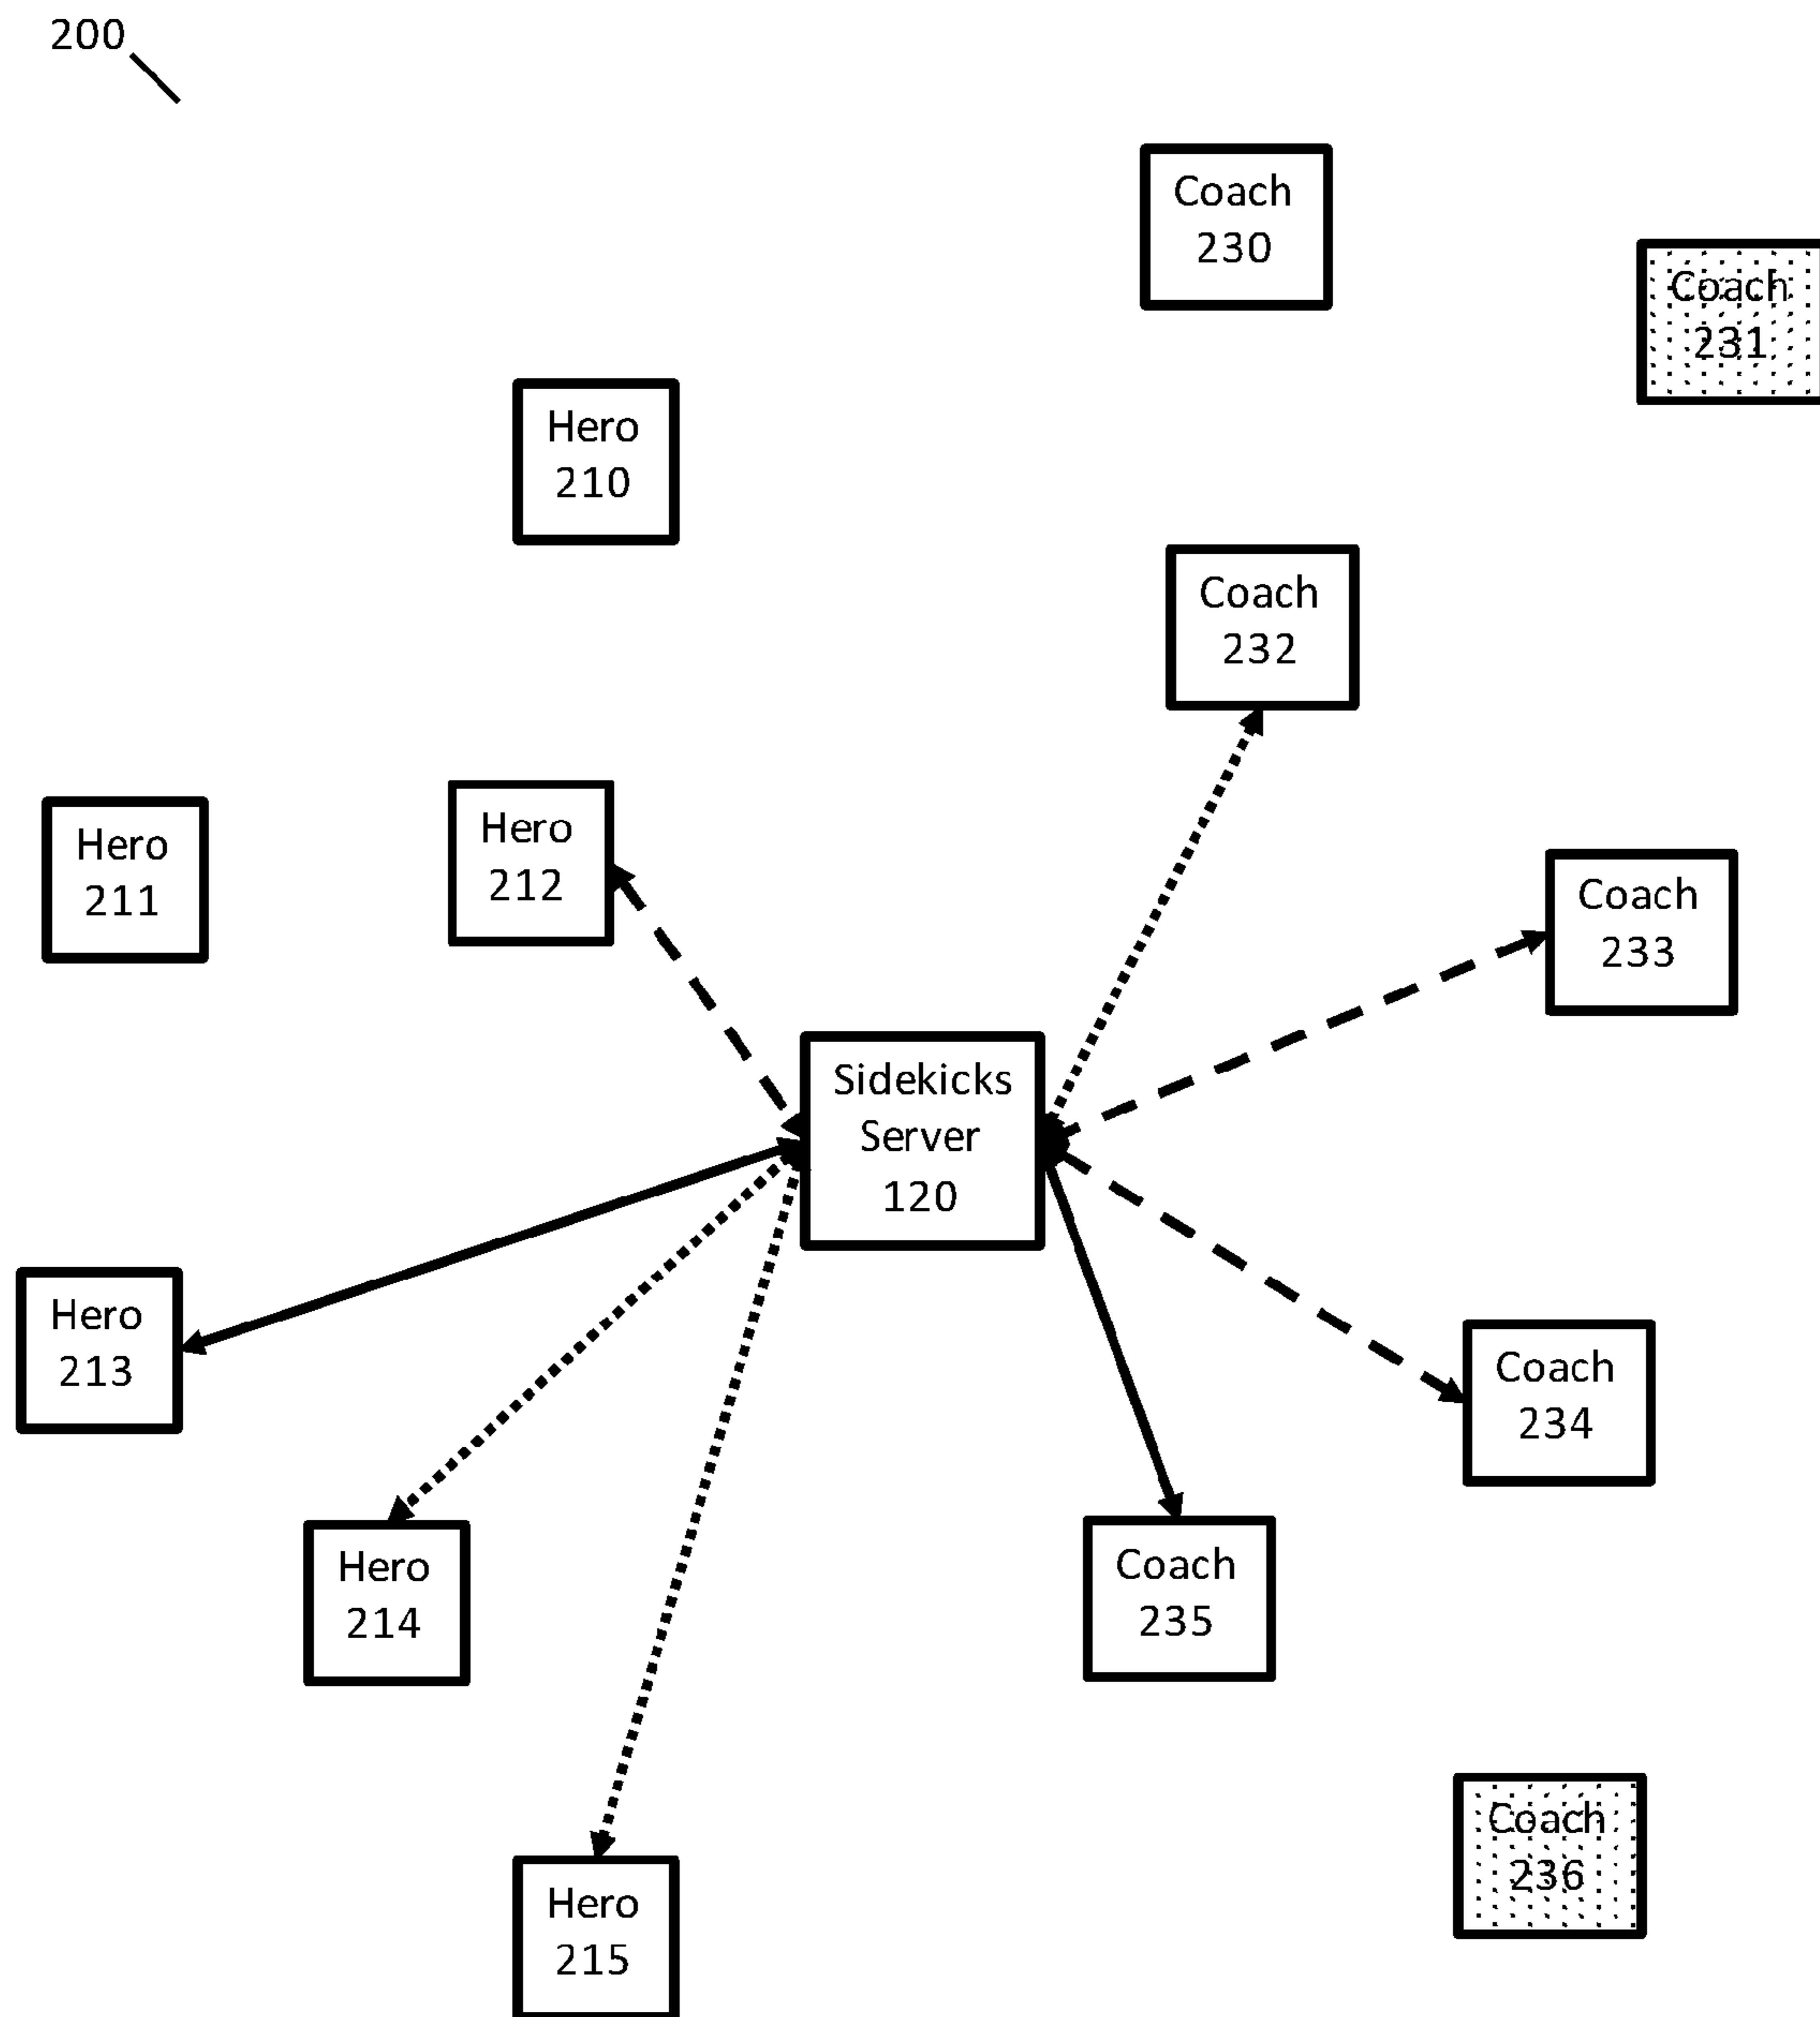 200
Coach
230
Coach
231
Hero
210
Coach
232
Hero
211
Hero
212
Coach
233
Sidekicks
Server
120
Hero
213
Coach
234
Hero
214
Coach
235
Coach
236
Hero
215